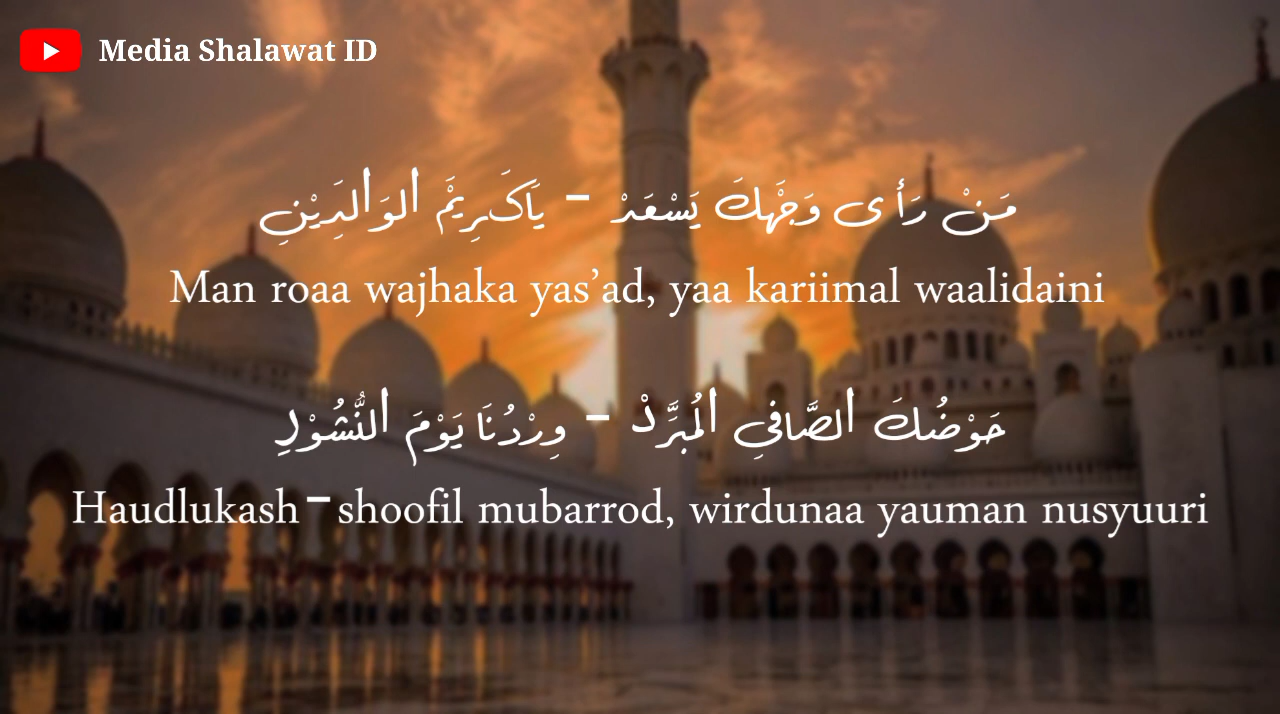 Media Shalawat ID
مَنْ رَأَى وَجْهَكَ يَسْعَدْ - يَاكَرِيْمَ الوَالِدَيْنِ
Man roaa wajhaka yas’ad, yaa kariimal waalidaini
حَوْضُكَ الصَّافِي الْمُبَرَّدْ - وِرْدُنَا يَوْمَ النُّشُوْرِ
Haudlukash-shoofil mubarrod, wirdunaa yauman nusyuuri